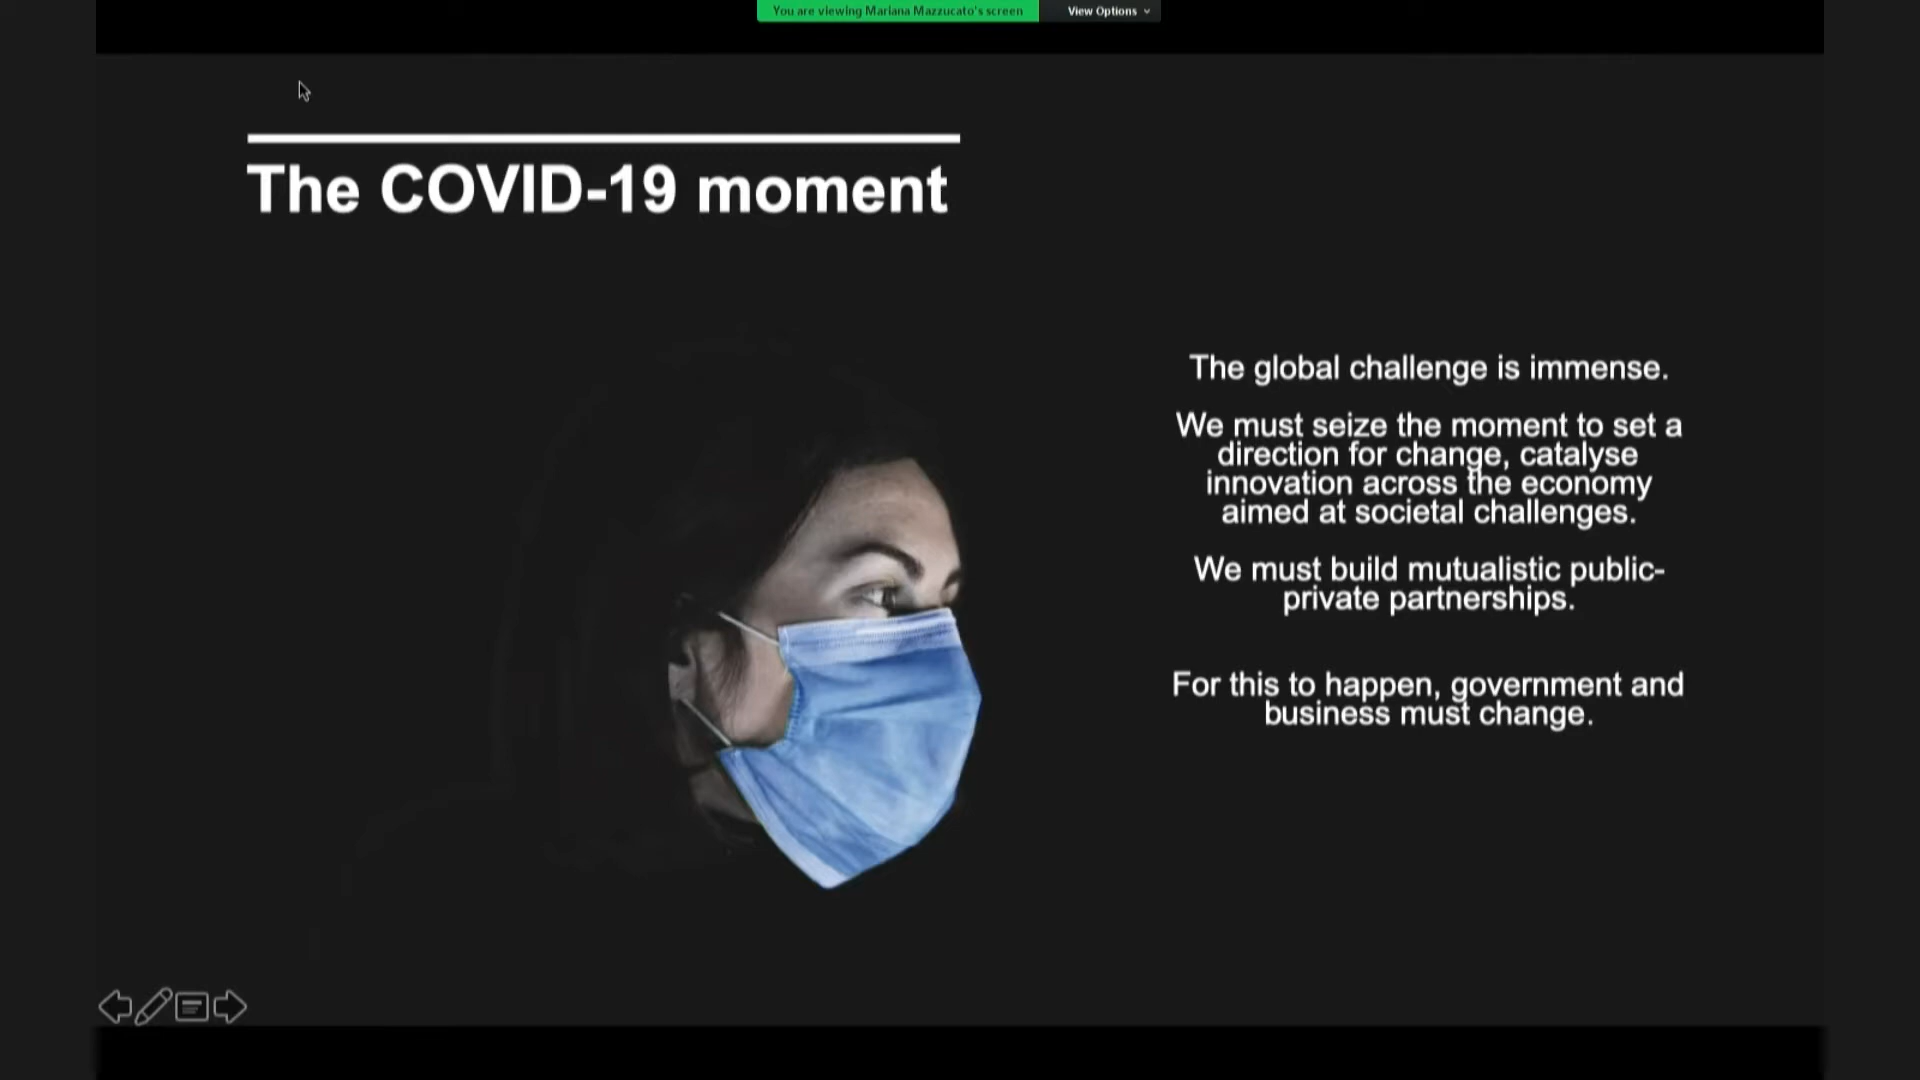 You are viewing Mariana Mazzucato's screen
View Options
The COVID-19 moment
The global challenge is immense.
We must seize the moment to set a
direction for change, catalyse
innovation across the economy
aimed at societal challenges.
We must build mutualistic public-
private partnerships.
For this to happen, government and
business must change.